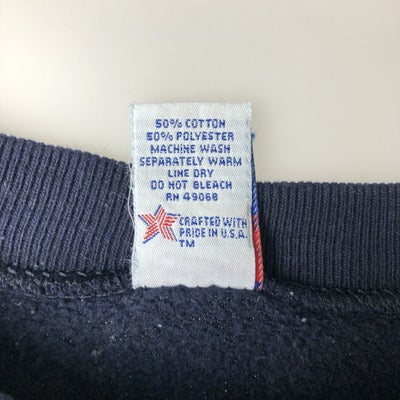 50% COTTON
50% POLYESTER
MACHINE WASH
SEPARATELY WARM
LINE DRY
DO NOT BLEACH
RN 49068
CRAFTED WITH
PRIDE IN U.S.A.
TM